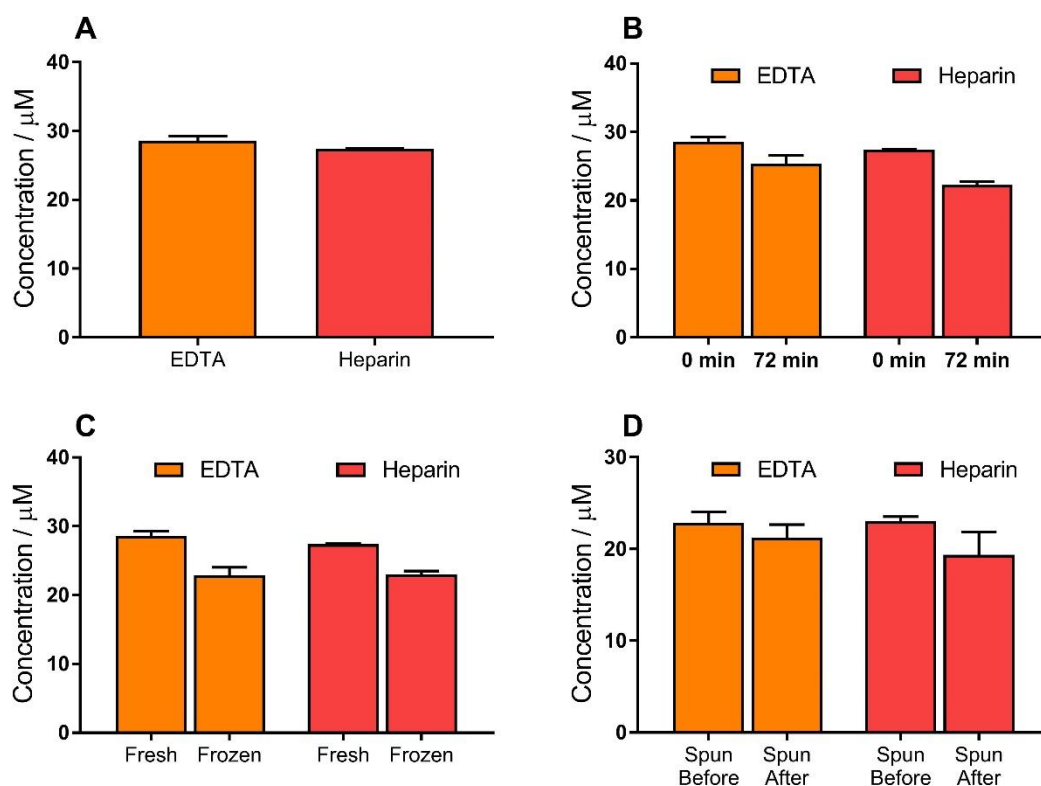 A
Concentration / μM
40
30
20
10
0
EDTA
Heparin
B
Concentration / μM
40
30
20
10
0
EDTA
Heparin
0 min
72 min
0 min
72 min
C
Concentration / μM
40
30
20
10
0
EDTA
Heparin
Fresh
Frozen
Fresh
Frozen
D
Concentration / μM
30
20
10
0
EDTA
Heparin
Spun
Before
Spun
After
Spun
Before
Spun
After